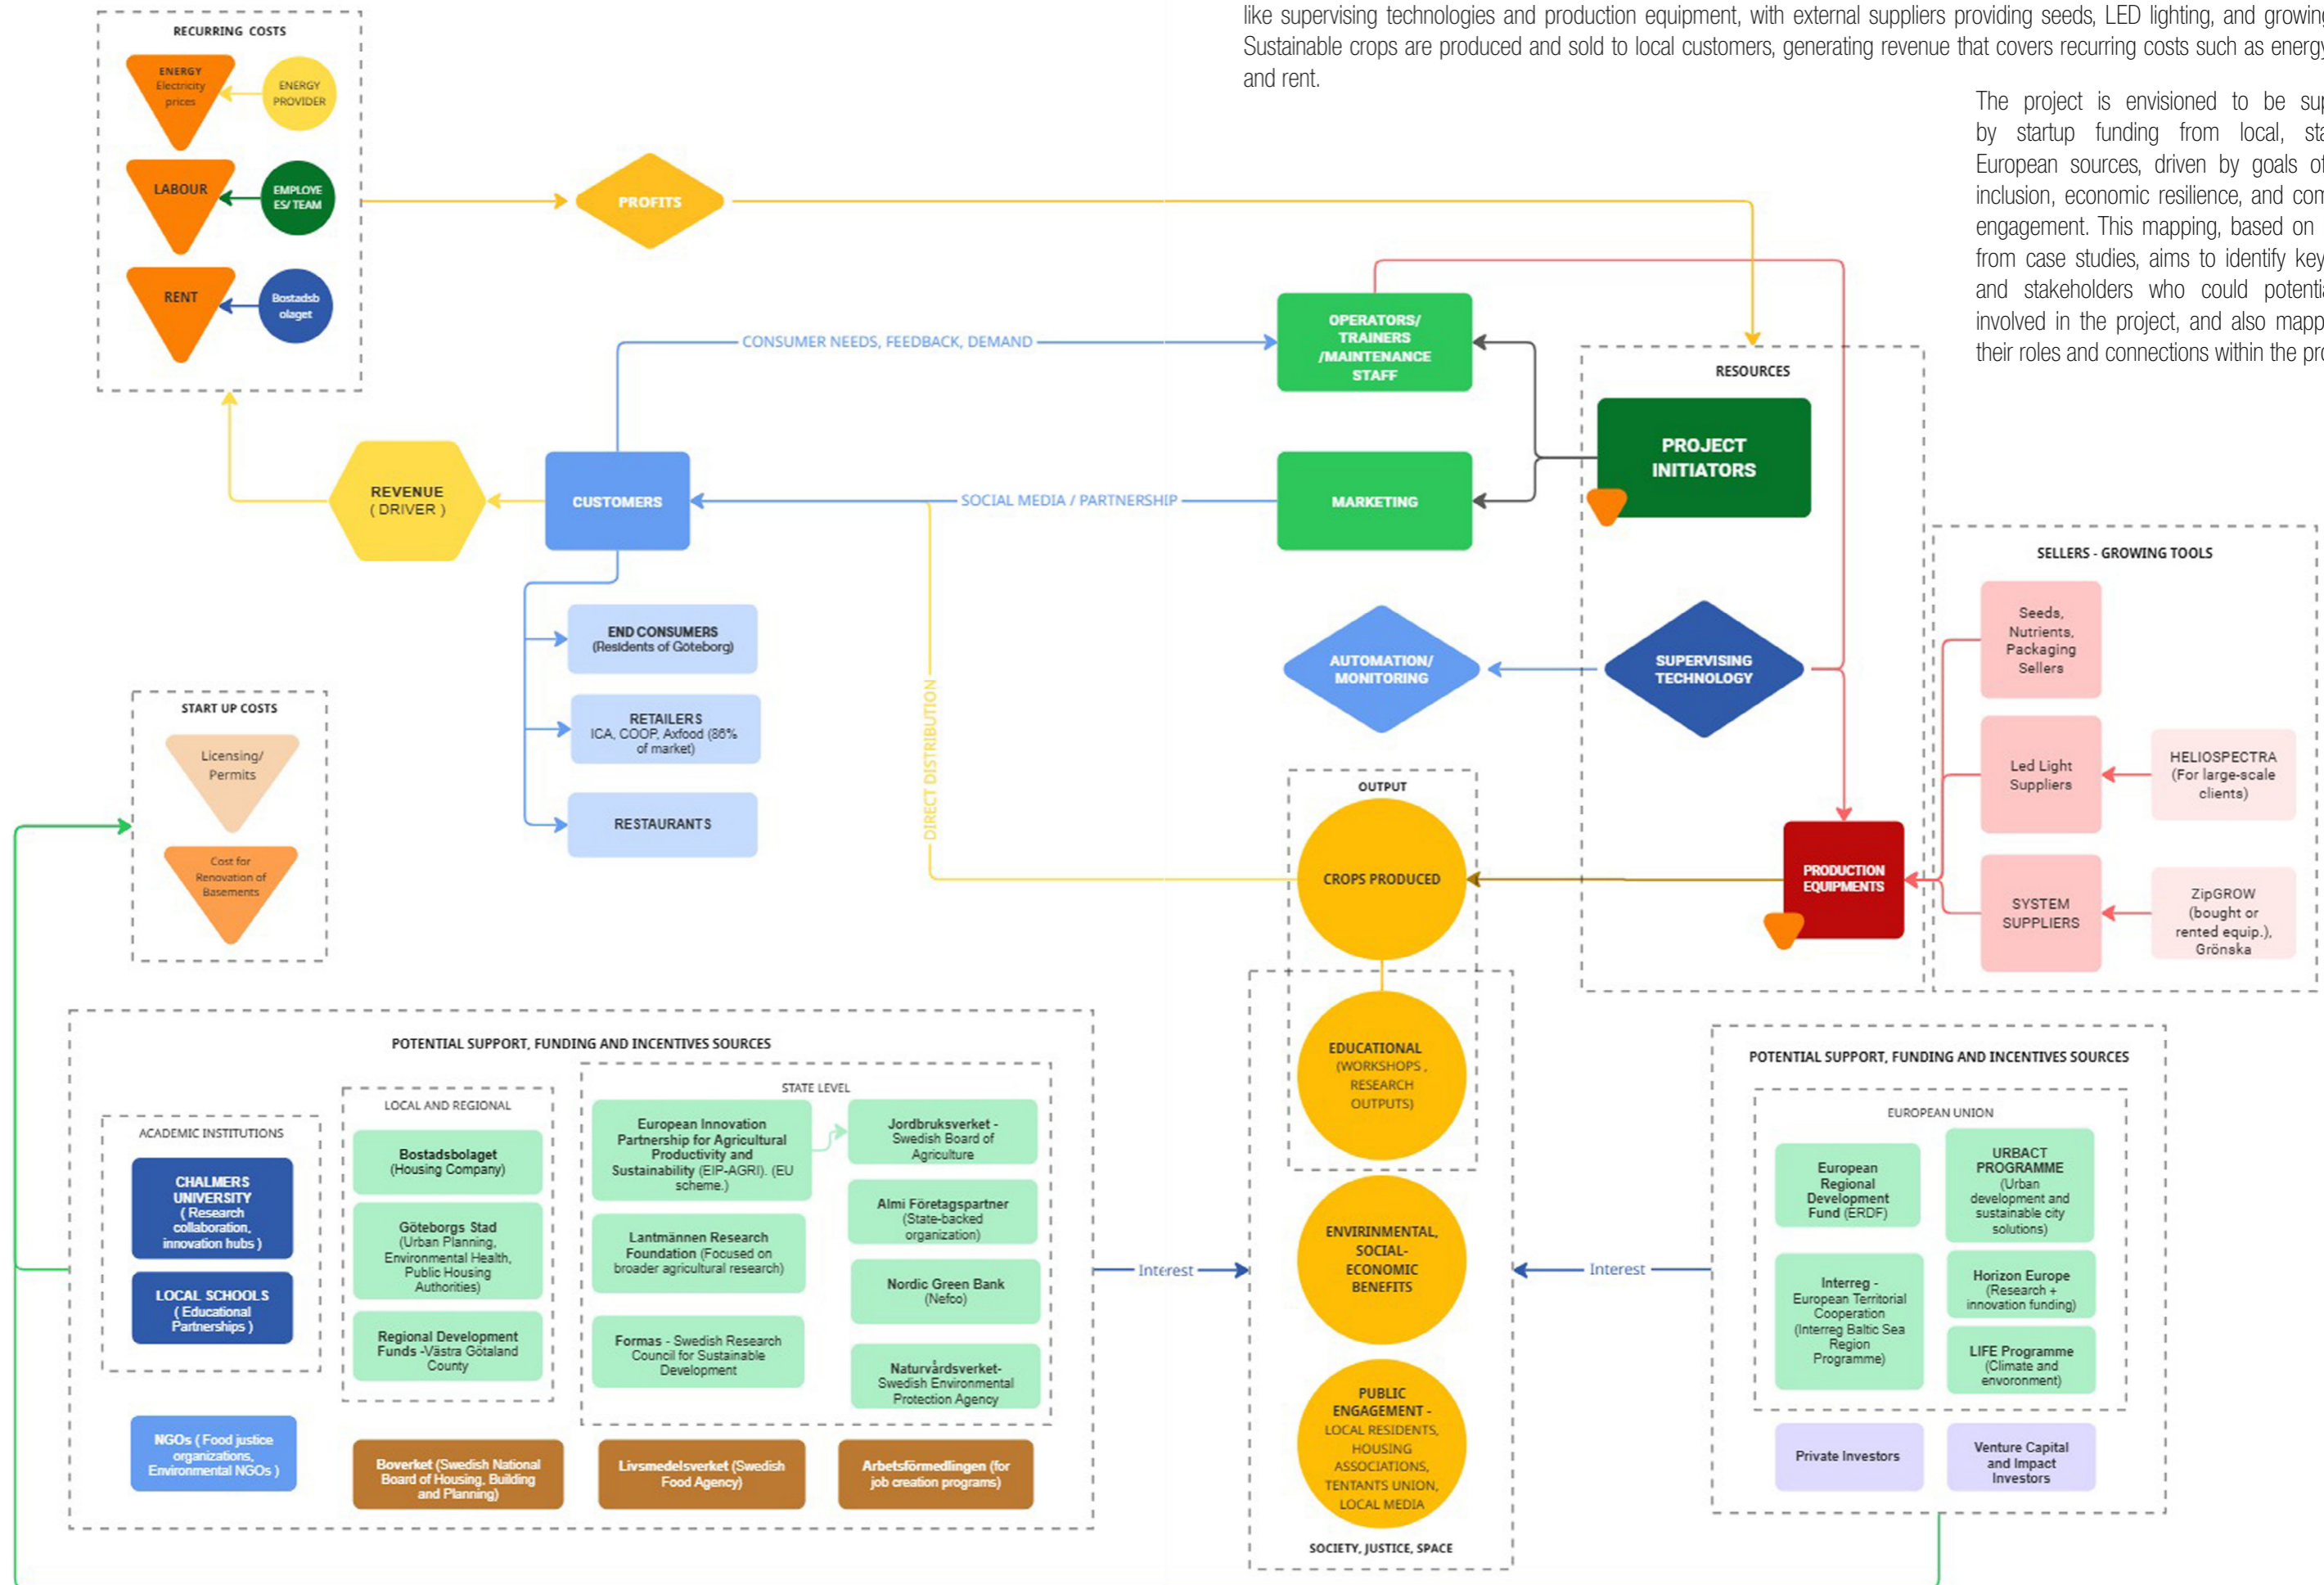 like supervising technologies and production equipment, with external suppliers providing seeds, LED lighting, and growing
Sustainable crops are produced and sold to local customers, generating revenue that covers recurring costs such as energy
and rent.
The project is envisioned to be
by startup funding from local,
European sources, driven by goals of
inclusion, economic resilience, and
engagement. This mapping, based on
from case studies, aims to identify key
and stakeholders who could
involved in the project, and also
their roles and connections within the
RECURRING COSTS
ENERGY
Electricity
prices
ENERGY
PROVIDER
LABOUR
EMPLOYE
ES/ TEAM
RENT
Bostadsb
olaget
PROFITS
CONSUMER NEEDS, FEEDBACK, DEMAND
OPERATORS/
TRAINERS
/MAINTENANCE
STAFF
RESOURCES
PROJECT
INITIATORS
REVENUE
( DRIVER )
CUSTOMERS
SOCIAL MEDIA / PARTNERSHIP
MARKETING
END CONSUMERS
(Residents of Göteborg)
RETAILERS
ICA, COOP, Axfood (86%
of market)
RESTAURANTS
DIRECT DISTRIBUTION
AUTOMATION/
MONITORING
SUPERVISING
TECHNOLOGY
SELLERS - GROWING TOOLS
Seeds,
Nutrients,
Packaging
Sellers
Led Light
Suppliers
HELIOSPECTRA
(For large-scale
clients)
SYSTEM
SUPPLIERS
ZipGROW
(bought or
rented equip.),
Grönska
START UP COSTS
Licensing/
Permits
Cost for
Renovation of
Basements
OUTPUT
CROPS PRODUCED
PRODUCTION
EQUIPMENTS
EDUCATIONAL
(WORKSHOPS ,
RESEARCH
OUTPUTS)
ENVIRINMENTAL,
SOCIAL-
ECONOMIC
BENEFITS
PUBLIC
ENGAGEMENT -
LOCAL RESIDENTS,
HOUSING
ASSOCIATIONS,
TENTANTS UNION,
LOCAL MEDIA
SOCIETY, JUSTICE, SPACE
POTENTIAL SUPPORT, FUNDING AND INCENTIVES SOURCES
ACADEMIC INSTITUTIONS
CHALMERS
UNIVERSITY
( Research
collaboration,
innovation hubs )
LOCAL SCHOOLS
( Educational
Partnerships )
NGOs ( Food justice
organizations,
Environmental NGOs )
LOCAL AND REGIONAL
Bostadsbolaget
(Housing Company)
Göteborgs Stad
(Urban Planning,
Environmental Health,
Public Housing
Authorities)
Regional Development
Funds -Västra Götaland
County
STATE LEVEL
European Innovation
Partnership for Agricultural
Productivity and
Sustainability (EIP-AGRI). (EU
scheme.)
Lantmännen Research
Foundation (Focused on
broader agricultural research)
Formas - Swedish Research
Council for Sustainable
Development
Jordbruksverket -
Swedish Board of
Agriculture
Almi Företagspartner
(State-backed
organization)
Nordic Green Bank
(Nefco)
Naturvårdsverket-
Swedish Environmental
Protection Agency
Boverket (Swedish National
Board of Housing, Building
and Planning)
Livsmedelsverket (Swedish
Food Agency)
Arbetsförmedlingen (for
job creation programs)
Interest
Interest
POTENTIAL SUPPORT, FUNDING AND INCENTIVES SOURCES
EUROPEAN UNION
European
Regional
Development
Fund (ERDF)
URBACT
PROGRAMME
(Urban
development and
sustainable city
solutions)
Interreg -
European Territorial
Cooperation
(Interreg Baltic Sea
Region
Programme)
Horizon Europe
(Research +
innovation funding)
LIFE Programme
(Climate and
envoronment)
Private Investors
Venture Capital
and Impact
Investors